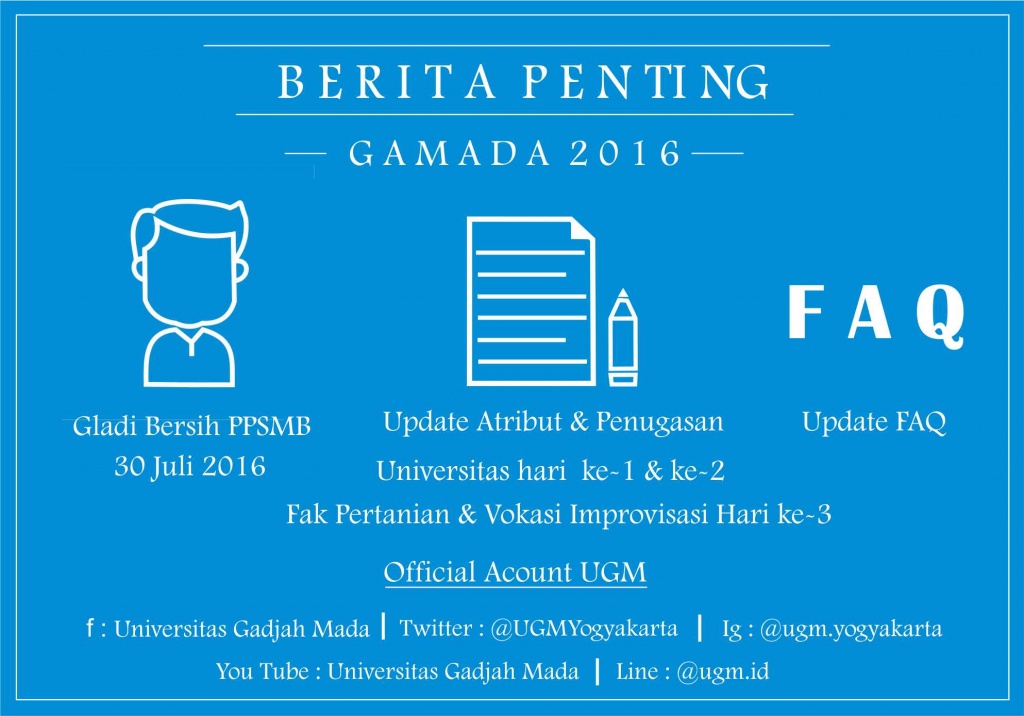 BERITA PENTING
GAMADA 2016
FAQ
Gladi Bersih PPSMB
30 Juli 2016
Update Atribut & Penugasan
Universitas hari ke-1 & ke-2
Fak Pertanian & Vokasi Improvisasi Hari ke-3
Update FAQ
Official Acount UGM
f : Universitas Gadjah Mada | Twitter : @UGMYogyakarta | Ig : @ugm.yogyakarta
You Tube : Universitas Gadjah Mada | Line : @ugm.id